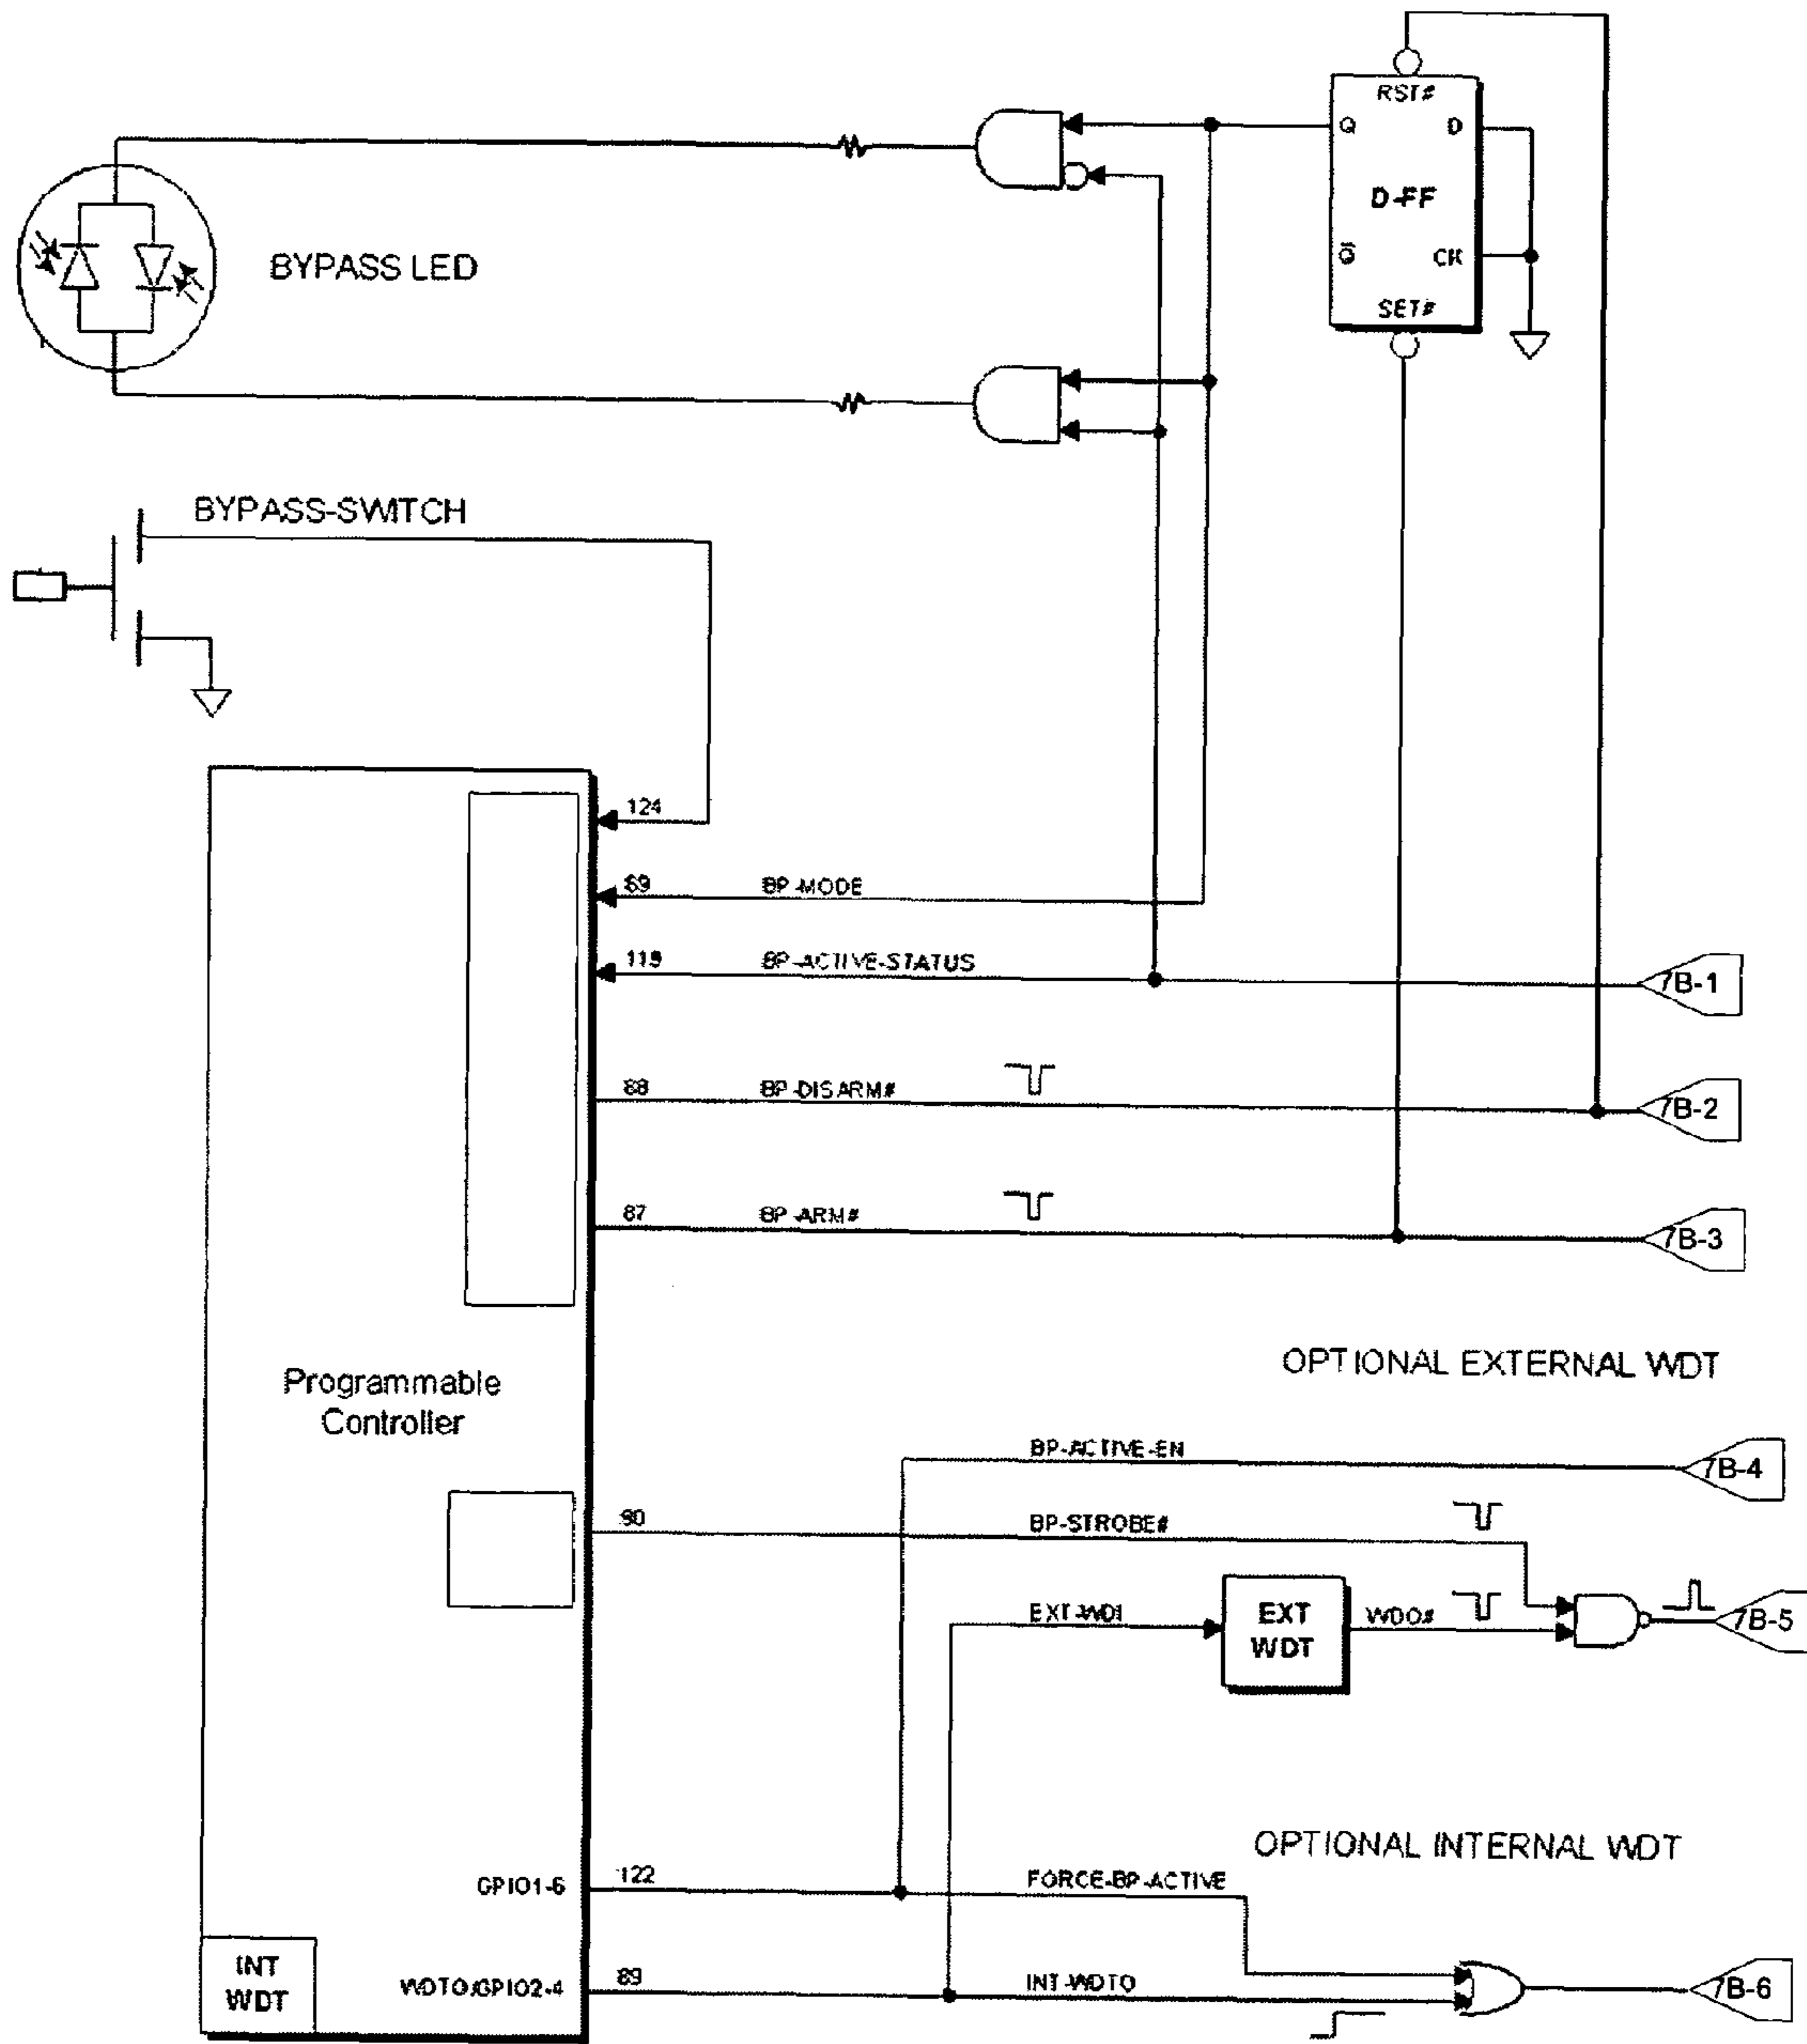 RST#
Q D
D-FF
Q̅ CK
SET#
BYPASS LED
BYPASS-SWITCH
124
69 BP-MODE
119 BP-ACTIVE-STATUS
7B-1
88 BP-DISARM#
7B-2
87 BP-ARM#
7B-3
Programmable
Controller
OPTIONAL EXTERNAL WDT
BP-ACTIVE-EN
7B-4
90 BP-STROBE#
EXT-WDI
EXT
WDT
WDO#
7B-5
OPTIONAL INTERNAL WDT
GPIO1-6 122 FORCE-BP-ACTIVE
INT
WDT
WDTO/GPIO2-4 89 INT-WDTO
7B-6